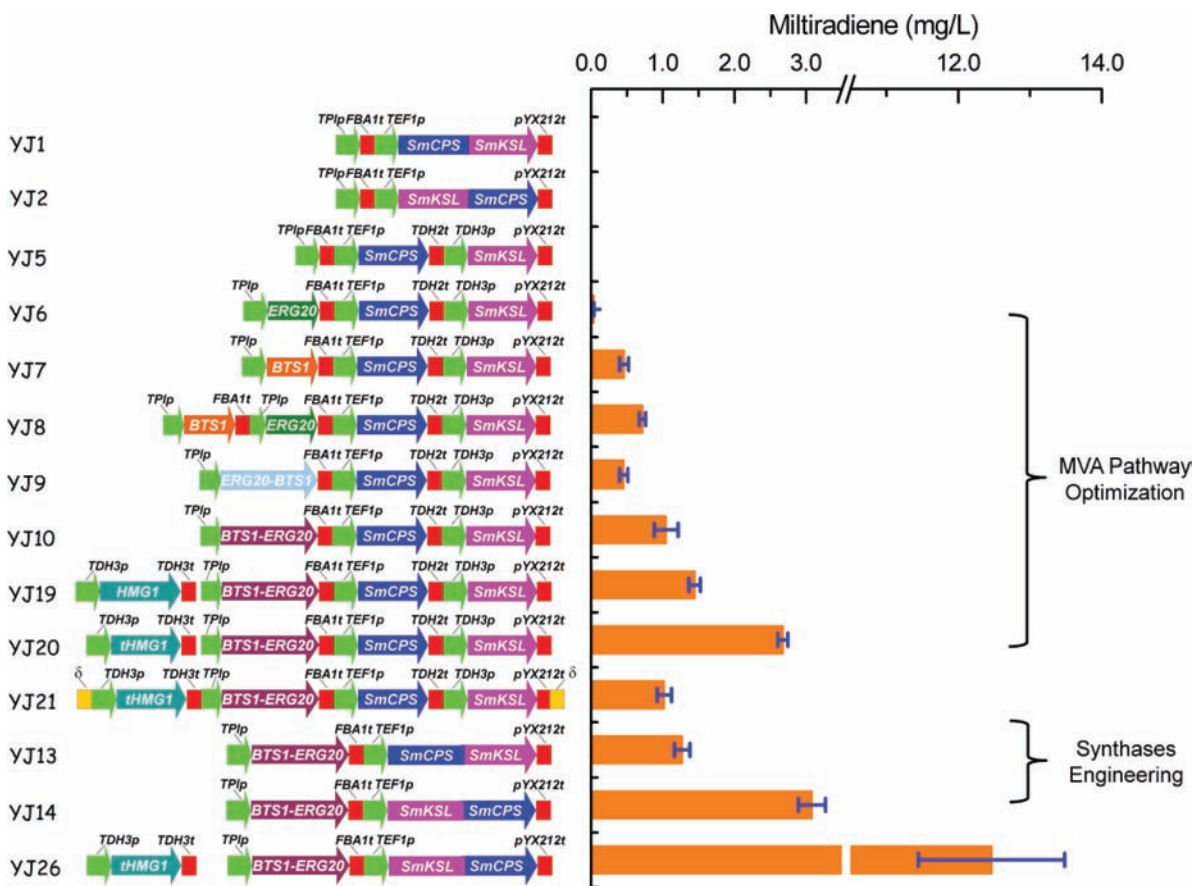 Miltiradiene (mg/L)
0.0 1.0 2.0 3.0 12.0 14.0
TPIp FBA1t TEF1p pYX212t
YJ1 SmCPS SmKSL
TPIp FBA1t TEF1p pYX212t
YJ2 SmKSL SmCPS
TPIp FBA1t TEF1p TDH2t TDH3p pYX212t
YJ5 SmCPS SmKSL
TPIp FBA1t TEF1p TDH2t TDH3p pYX212t
YJ6 ERG20 SmCPS SmKSL
TPIp FBA1t TEF1p TDH2t TDH3p pYX212t
YJ7 BTS1 SmCPS SmKSL
TPIp FBA1t TPIp FBA1t TEF1p TDH2t TDH3p pYX212t
YJ8 BTS1 ERG20 SmCPS SmKSL
TPIp FBA1t TEF1p TDH2t TDH3p pYX212t
YJ9 ERG20-BTS1 SmCPS SmKSL
MVA Pathway
Optimization
TPIp FBA1t TEF1p TDH2t TDH3p pYX212t
YJ10 BTS1-ERG20 SmCPS SmKSL
TDH3p TDH3t TPIp FBA1t TEF1p TDH2t TDH3p pYX212t
YJ19 HMG1 BTS1-ERG20 SmCPS SmKSL
TDH3p TDH3t TPIp FBA1t TEF1p TDH2t TDH3p pYX212t
YJ20 tHMG1 BTS1-ERG20 SmCPS SmKSL
δ TDH3p TDH3t TPIp FBA1t TEF1p TDH2t TDH3p pYX212t δ
YJ21 tHMG1 BTS1-ERG20 SmCPS SmKSL
TPIp FBA1t TEF1p pYX212t
YJ13 BTS1-ERG20 SmCPS SmKSL
Synthases
Engineering
TPIp FBA1t TEF1p pYX212t
YJ14 BTS1-ERG20 SmKSL SmCPS
TDH3p TDH3t TPIp FBA1t TEF1p pYX212t
YJ26 tHMG1 BTS1-ERG20 SmKSL SmCPS